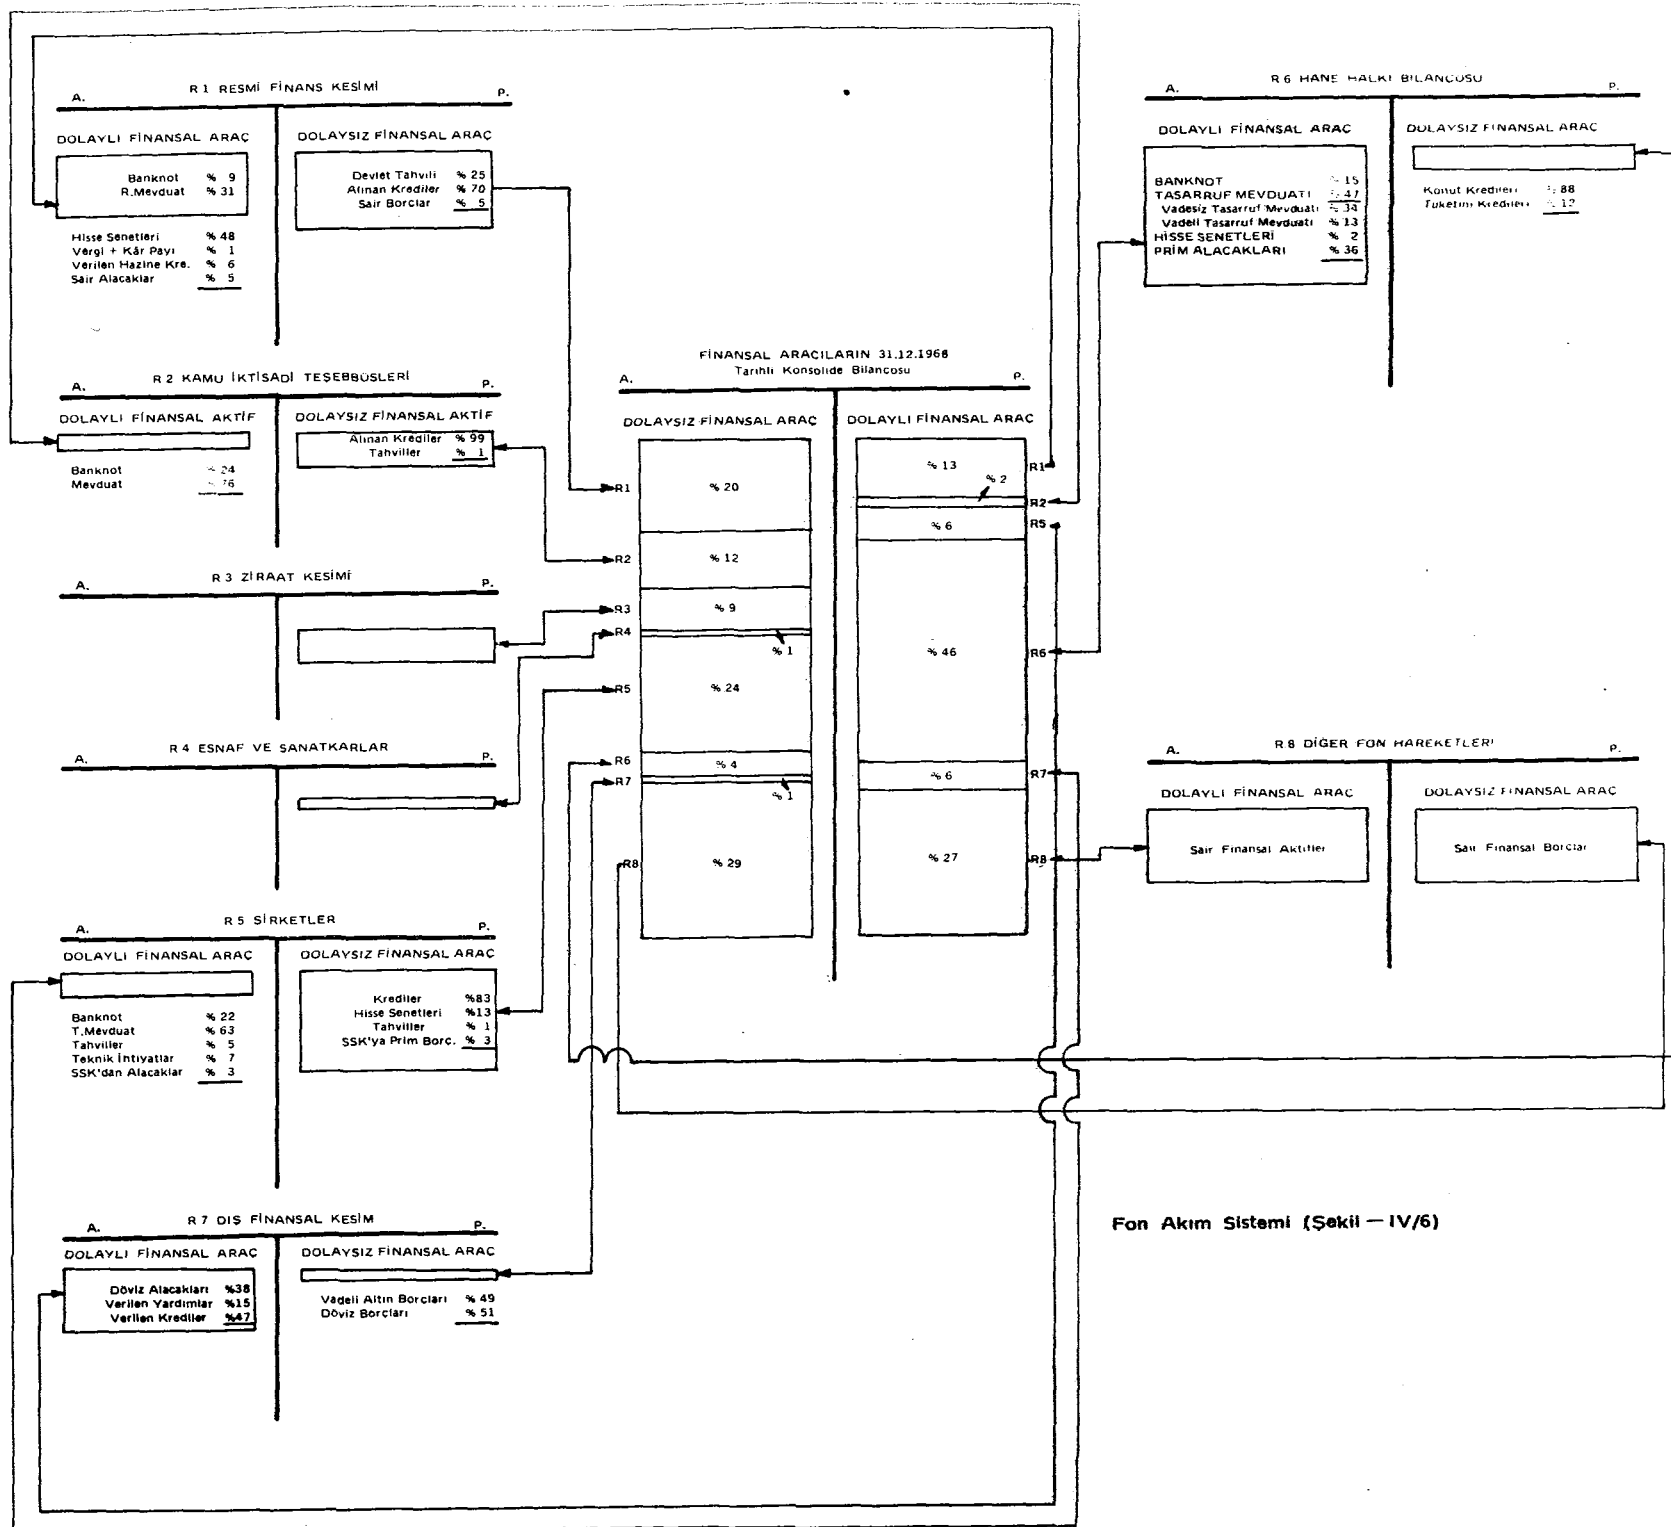 R 1 RESMİ FİNANS KESİMİ
A.
P.
DOLAYLI FİNANSAL ARAÇ
Banknot % 9
R.Mevduat % 31
Hisse Senetleri % 48
Vergi + Kâr Payı % 1
Verilen Hazine Kre. % 6
Sair Alacaklar % 5
DOLAYSIZ FİNANSAL ARAÇ
Devlet Tahvili % 25
Alınan Krediler % 70
Sair Borçlar % 5
R 2 KAMU İKTİSADİ TEŞEBBÜSLERİ
A.
P.
DOLAYLI FİNANSAL AKTİF
Banknot % 24
Mevduat % 76
DOLAYSIZ FİNANSAL AKTİF
Alınan Krediler % 99
Tahviller % 1
R 3 ZİRAAT KESİMİ
A.
P.
R 4 ESNAF VE SANATKARLAR
A.
P.
R 5 ŞİRKETLER
A.
P.
DOLAYLI FİNANSAL ARAÇ
Banknot % 22
T.Mevduat % 63
Tahviller % 5
Teknik İhtiyatlar % 7
SSK'dan Alacaklar % 3
DOLAYSIZ FİNANSAL ARAÇ
Krediler %83
Hisse Senetleri %13
Tahviller % 1
SSK'ya Prim Borç. % 3
R 7 DIŞ FİNANSAL KESİM
A.
P.
DOLAYLI FİNANSAL ARAÇ
Döviz Alacakları %38
Verilen Yardımlar %15
Verilen Krediler %47
DOLAYSIZ FİNANSAL ARAÇ
Vadeli Altın Borçları % 49
Döviz Borçları % 51
FİNANSAL ARACILARIN 31.12.1968
Tarihli Konsolide Bilançosu
A.
P.
DOLAYSIZ FİNANSAL ARAÇ
R1 % 20
R2 % 12
R3 % 9
R4 % 1
R5 % 24
R6 % 4
R7 % 1
R8 % 29
DOLAYLI FİNANSAL ARAÇ
% 13 R1
% 2 R2
% 6 R5
% 46 R6
% 6 R7
% 27 R8
R 6 HANE HALKI BİLANÇOSU
A.
P.
DOLAYLI FİNANSAL ARAÇ
BANKNOT % 15
TASARRUF MEVDUATI % 47
Vadesiz Tasarruf Mevduatı % 34
Vadeli Tasarruf Mevduatı % 13
HİSSE SENETLERİ % 2
PRİM ALACAKLARI % 36
DOLAYSIZ FİNANSAL ARAÇ
Konut Kredileri % 88
Tüketim Kredileri % 12
R 8 DİĞER FON HAREKETLERİ
A.
P.
DOLAYLI FİNANSAL ARAÇ
Sair Finansal Aktifler
DOLAYSIZ FİNANSAL ARAÇ
Sair Finansal Borçlar
Fon Akım Sistemi (Şekil — IV/6)